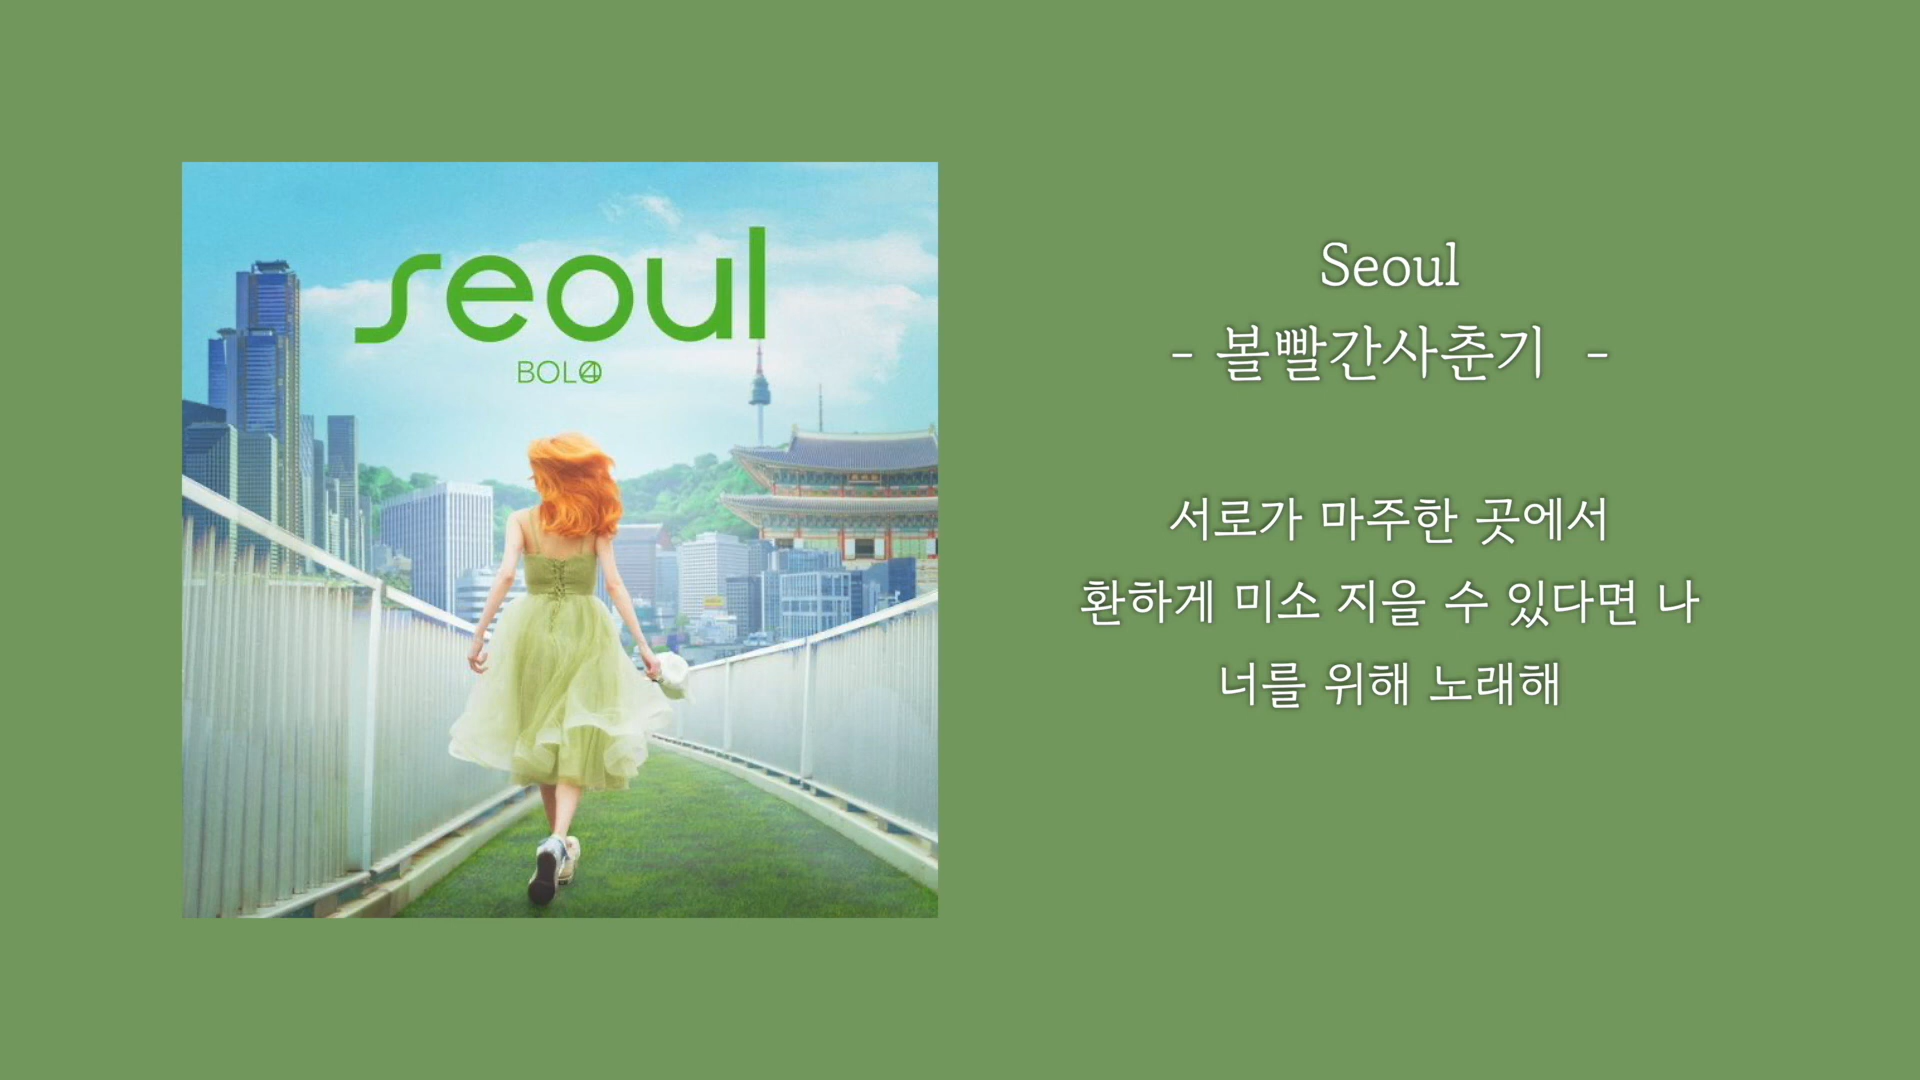 seoul
BOL4
Seoul
- 볼빨간사춘기 -
서로가 마주한 곳에서
환하게 미소 지을 수 있다면 나
너를 위해 노래해